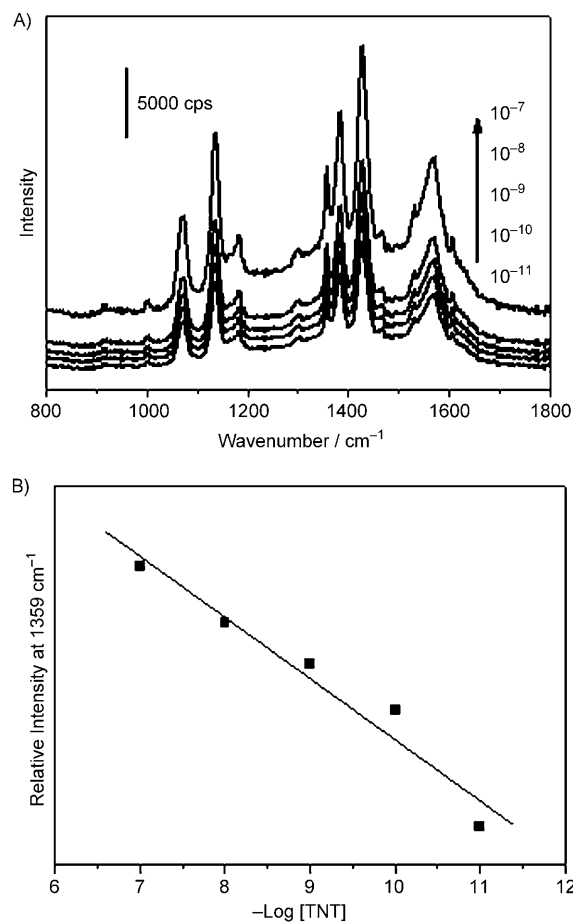 A)
5000 cps
10⁻⁷
10⁻⁸
10⁻⁹
10⁻¹⁰
10⁻¹¹
Intensity
800 1000 1200 1400 1600 1800
Wavenumber / cm⁻¹
B)
Relative Intensity at 1359 cm⁻¹
6 7 8 9 10 11 12
–Log [TNT]